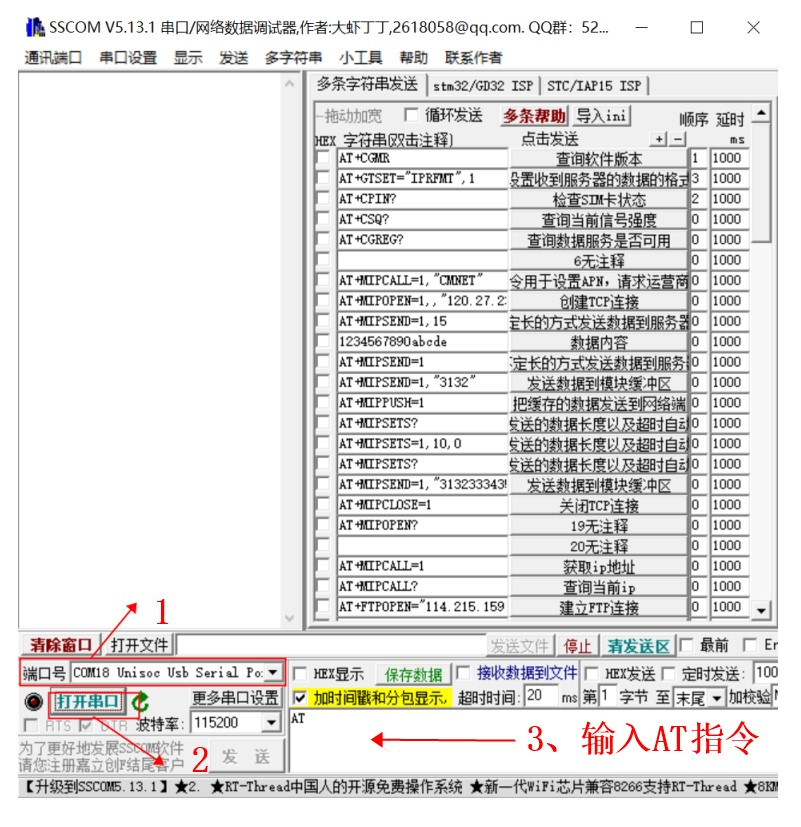 SSCOM V5.13.1 串口/网络数据调试器,作者:大虾丁丁,2618058@qq.com. QQ群： 52...
通讯端口 串口设置 显示 发送 多字符串 小工具 帮助 联系作者
多条字符串发送 stm32/GD32 ISP STC/IAP15 ISP
拖动加宽 循环发送 多条帮助 导入ini 顺序 延时
HEX 字符串(双击注释) 点击发送 + - ms
AT+CGMR 查询软件版本 1 1000
AT+GTSET="IPRFMT",1 设置收到服务器的数据的格式 3 1000
AT+CPIN? 检查SIM卡状态 2 1000
AT+CSQ? 查询当前信号强度 0 1000
AT+CGREG? 查询数据服务是否可用 0 1000
6无注释 0 1000
AT+MIPCALL=1,"CMNET" 令用于设置APN，请求运营商 0 1000
AT+MIPOPEN=1,,"120.27.2 创建TCP连接 0 1000
AT+MIPSEND=1,15 定长的方式发送数据到服务器 0 1000
1234567890abcde 数据内容 0 1000
AT+MIPSEND=1 定长的方式发送数据到服务 0 1000
AT+MIPSEND=1,"3132" 发送数据到模块缓冲区 0 1000
AT+MIPPUSH=1 把缓存的数据发送到网络端 0 1000
AT+MIPSETS? 发送的数据长度以及超时自动 0 1000
AT+MIPSETS=1,10,0 发送的数据长度以及超时自动 0 1000
AT+MIPSETS? 发送的数据长度以及超时自动 0 1000
AT+MIPSEND=1,"313233343 发送数据到模块缓冲区 0 1000
AT+MIPCLOSE=1 关闭TCP连接 0 1000
AT+MIPOPEN? 19无注释 0 1000
20无注释 0 1000
AT+MIPCALL=1 获取ip地址 0 1000
AT+MIPCALL? 查询当前ip 0 1000
AT+FTPOPEN="114.215.159 建立FTP连接 0 1000
1
清除窗口 打开文件 发送文件 停止 清发送区 最前 En
端口号 COM18 Unisoc Usb Serial Po: HEX显示 保存数据 接收数据到文件 HEX发送 定时发送: 100
打开串口 更多串口设置 加时间戳和分包显示, 超时时间: 20 ms 第1 字节 至 末尾 加校验
RTS DTR 波特率: 115200 AT
为了更好地发展SSCOM软件
请您注册嘉立创F结尾客户 2 发 送 3、输入AT指令
【升级到SSCOM5.13.1】★2. ★RT-Thread中国人的开源免费操作系统 ★新一代WiFi芯片兼容8266支持RT-Thread ★8KM